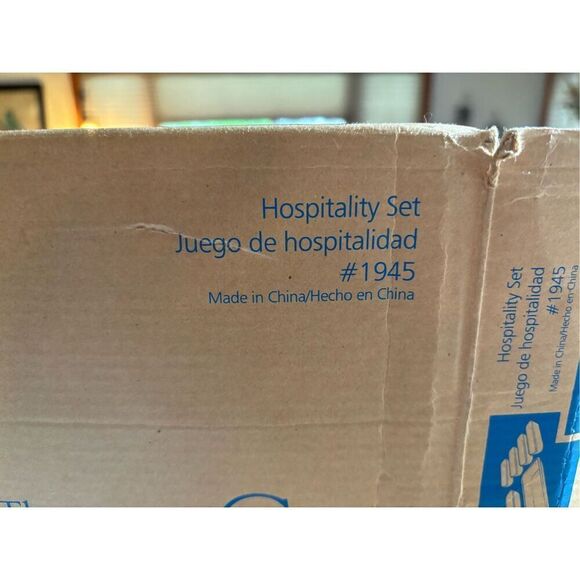 Hospitality Set
Juego de hospitalidad
#1945
Made in China/Hecho en China
Hospitality Set
Juego de hospitalidad
#1945
Made in China/Hecho en China